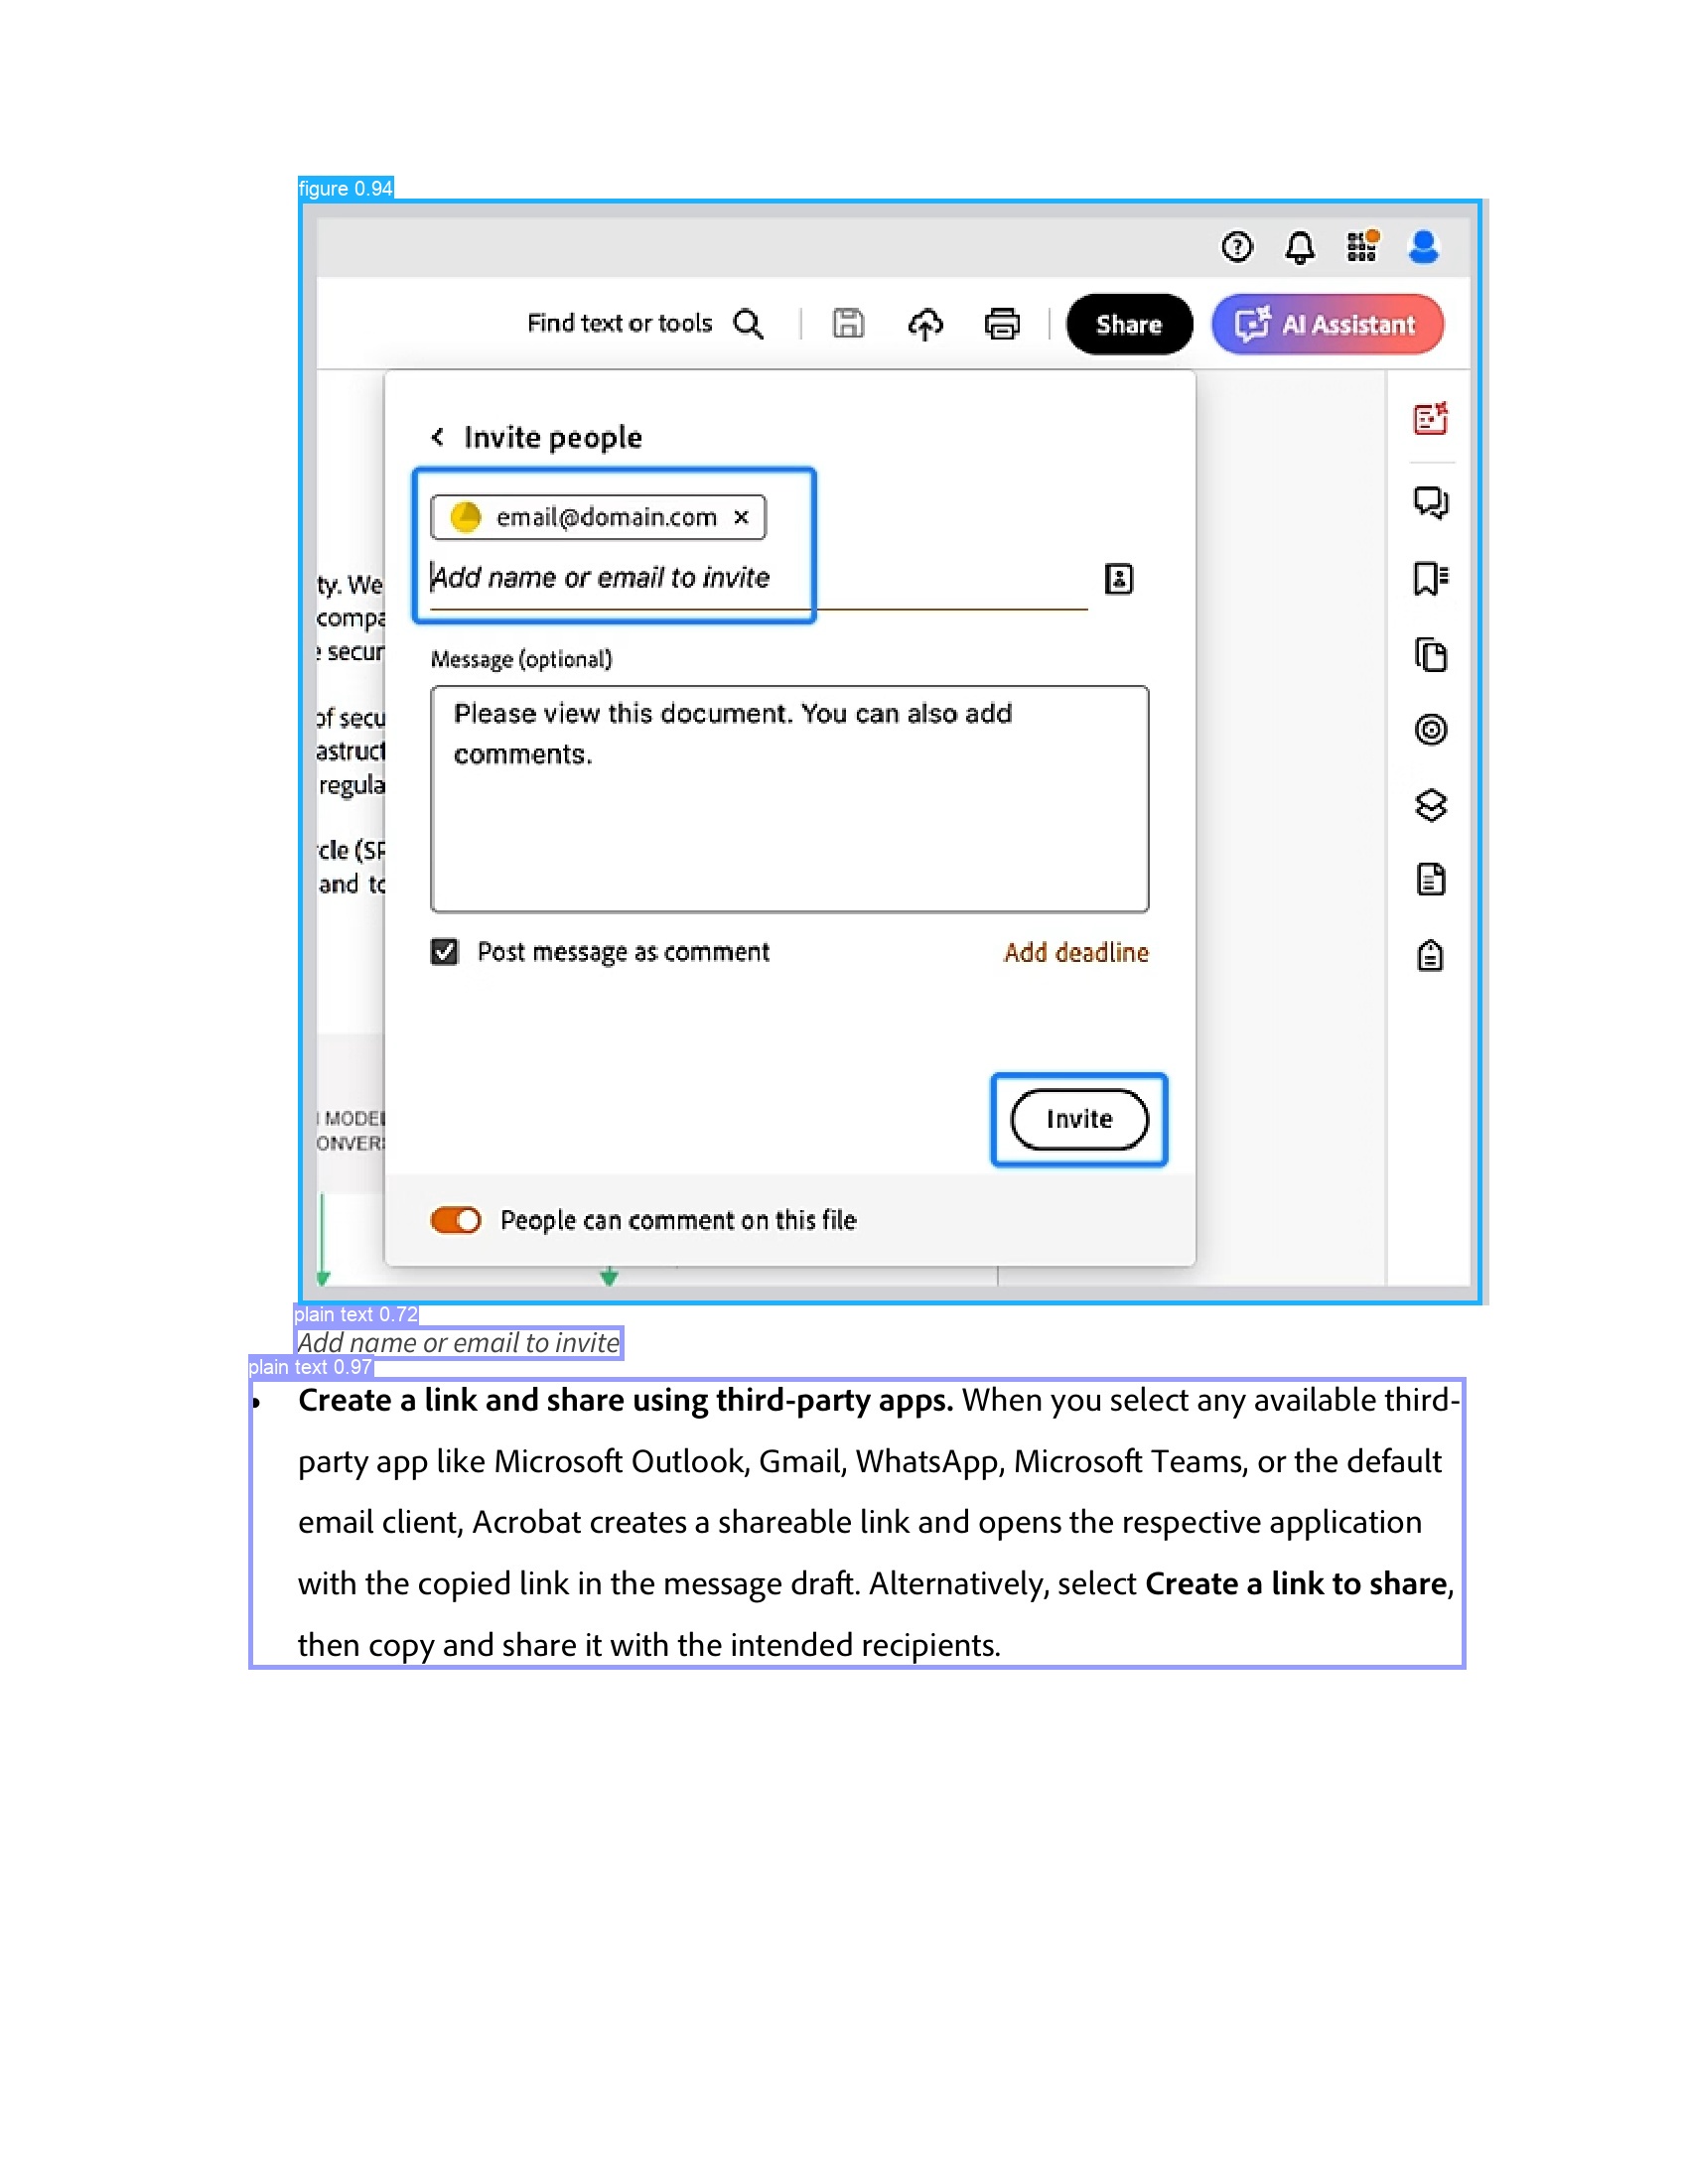 figure 0.94
Find text or tools
Share
AI Assistant
Invite people
email@domain.com ×
Add name or email to invite
ty. We
compa
secur
Message (optional)
Please view this document. You can also add
comments.
of secu
astruct
regula
cle (SP
and to
Post message as comment
Add deadline
MODEL
ONVER
Invite
People can comment on this file
plain text 0.72
Add name or email to invite
plain text 0.97
• Create a link and share using third-party apps. When you select any available third-
party app like Microsoft Outlook, Gmail, WhatsApp, Microsoft Teams, or the default
email client, Acrobat creates a shareable link and opens the respective application
with the copied link in the message draft. Alternatively, select Create a link to share,
then copy and share it with the intended recipients.